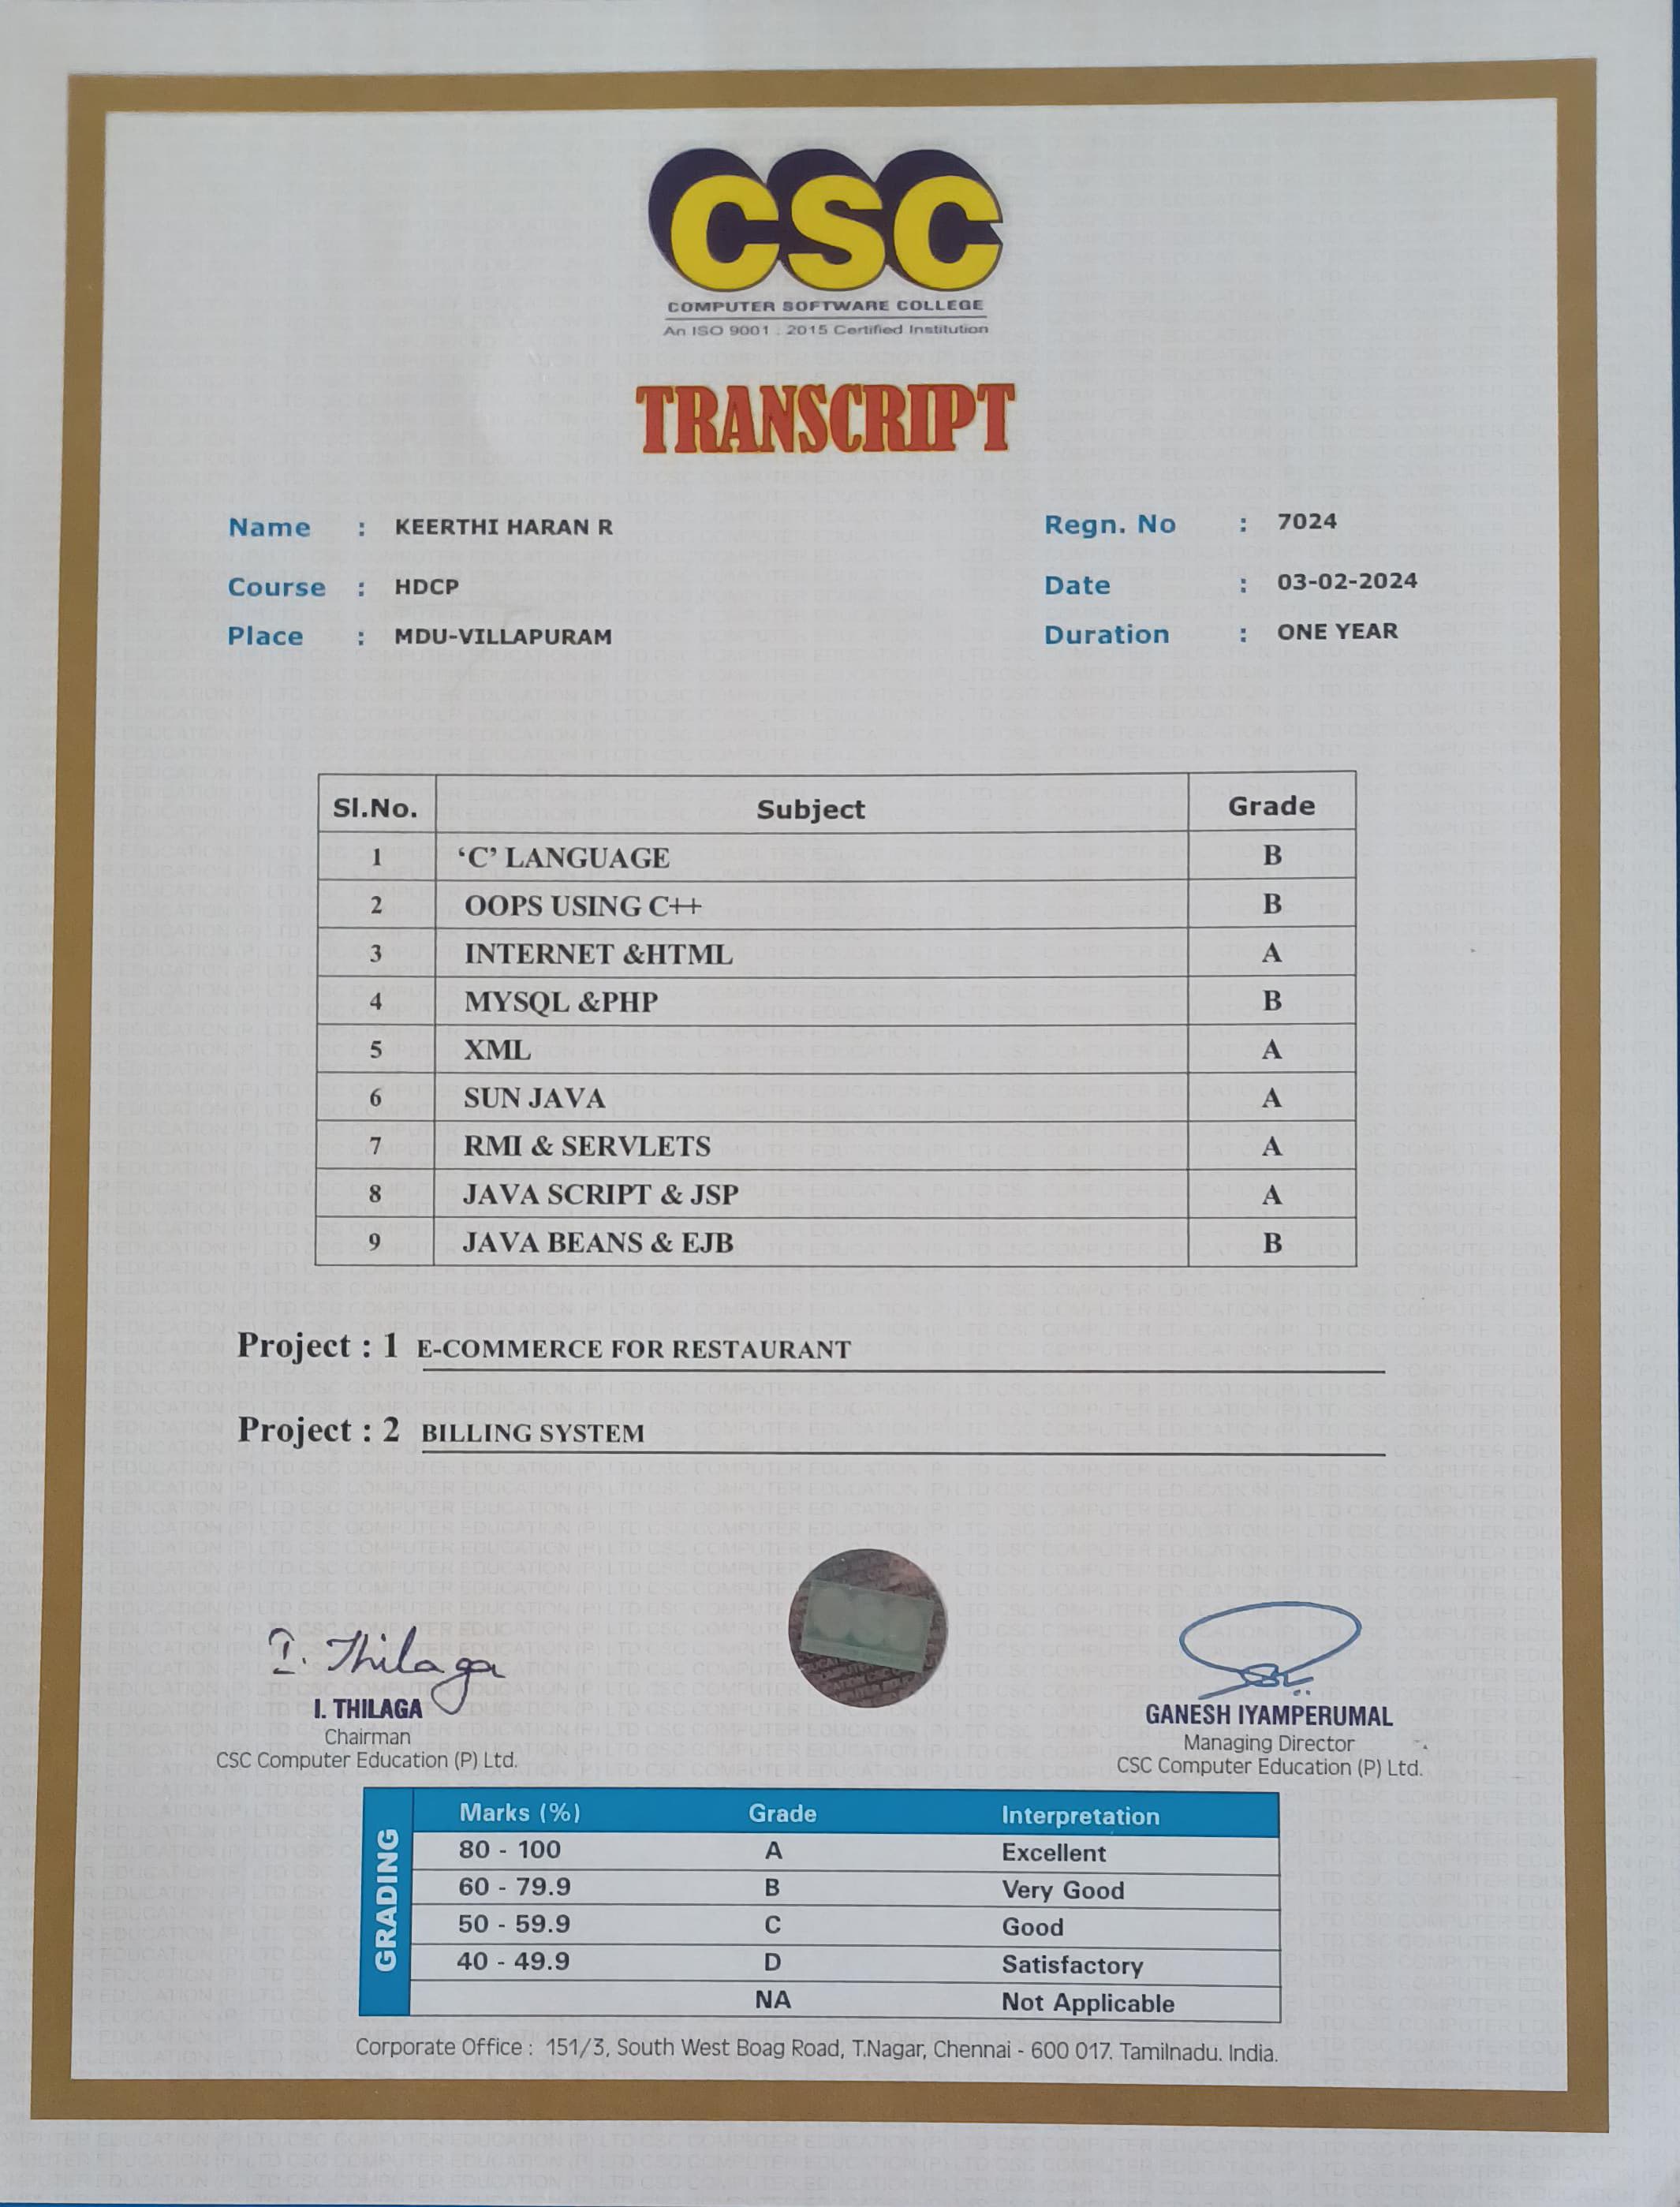 CSC
COMPUTER SOFTWARE COLLEGE
An ISO 9001 : 2015 Certified Institution
TRANSCRIPT
Name : KEERTHI HARAN R Regn. No : 7024
Course : HDCP Date : 03-02-2024
Place : MDU-VILLAPURAM Duration : ONE YEAR
Sl.No. Subject Grade
1 ‘C’ LANGUAGE B
2 OOPS USING C++ B
3 INTERNET &HTML A
4 MYSQL &PHP B
5 XML A
6 SUN JAVA A
7 RMI & SERVLETS A
8 JAVA SCRIPT & JSP A
9 JAVA BEANS & EJB B
Project : 1 E-COMMERCE FOR RESTAURANT
Project : 2 BILLING SYSTEM
I. Thilaga
I. THILAGA GANESH IYAMPERUMAL
Chairman Managing Director
CSC Computer Education (P) Ltd. CSC Computer Education (P) Ltd.
GRADING
Marks (%) Grade Interpretation
80 - 100 A Excellent
60 - 79.9 B Very Good
50 - 59.9 C Good
40 - 49.9 D Satisfactory
NA Not Applicable
Corporate Office : 151/3, South West Boag Road, T.Nagar, Chennai - 600 017. Tamilnadu. India.